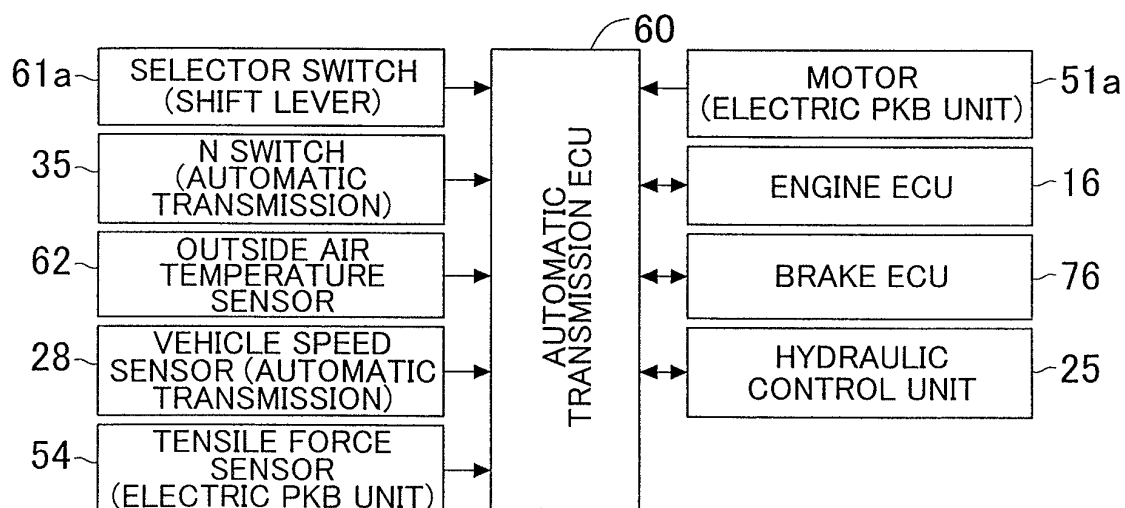 60
61a
SELECTOR SWITCH
(SHIFT LEVER)
35
N SWITCH
(AUTOMATIC
TRANSMISSION)
62
OUTSIDE AIR
TEMPERATURE
SENSOR
28
VEHICLE SPEED
SENSOR (AUTOMATIC
TRANSMISSION)
54
TENSILE FORCE
SENSOR
(ELECTRIC PKB UNIT)
AUTOMATIC
TRANSMISSION ECU
MOTOR
(ELECTRIC PKB UNIT)
51a
ENGINE ECU
16
BRAKE ECU
76
HYDRAULIC
CONTROL UNIT
25